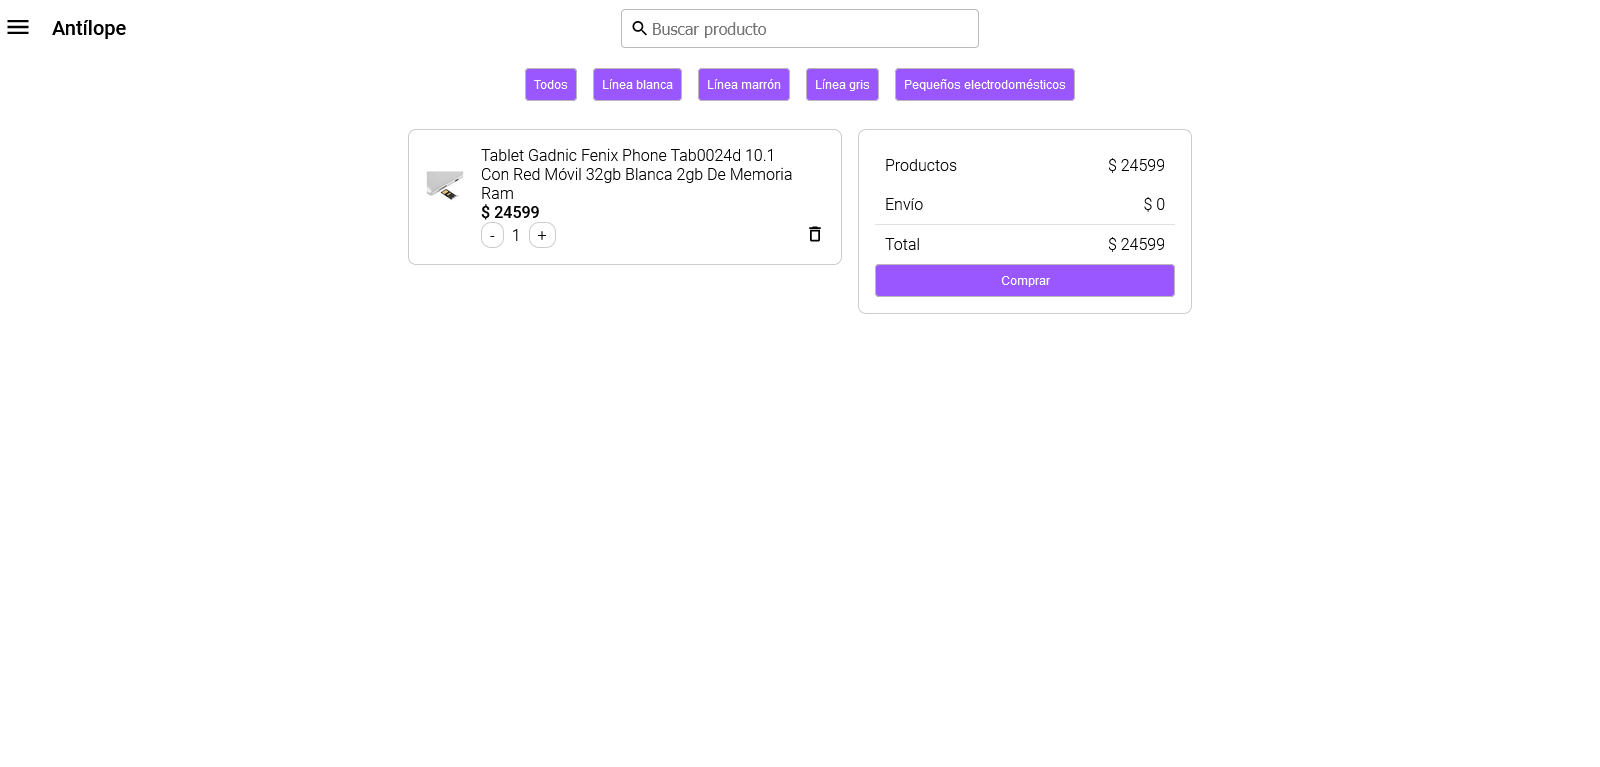 Antílope
Buscar producto
Todos
Línea blanca
Línea marrón
Línea gris
Pequeños electrodomésticos
Tablet Gadnic Fenix Phone Tab0024d 10.1
Con Red Móvil 32gb Blanca 2gb De Memoria
Ram
$ 24599
- 1 +
Productos $ 24599
Envío $ 0
Total $ 24599
Comprar